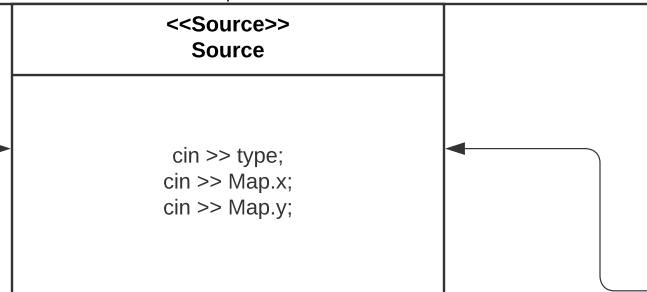 <<Source>>
Source
cin >> type;
cin >> Map.x;
cin >> Map.y;